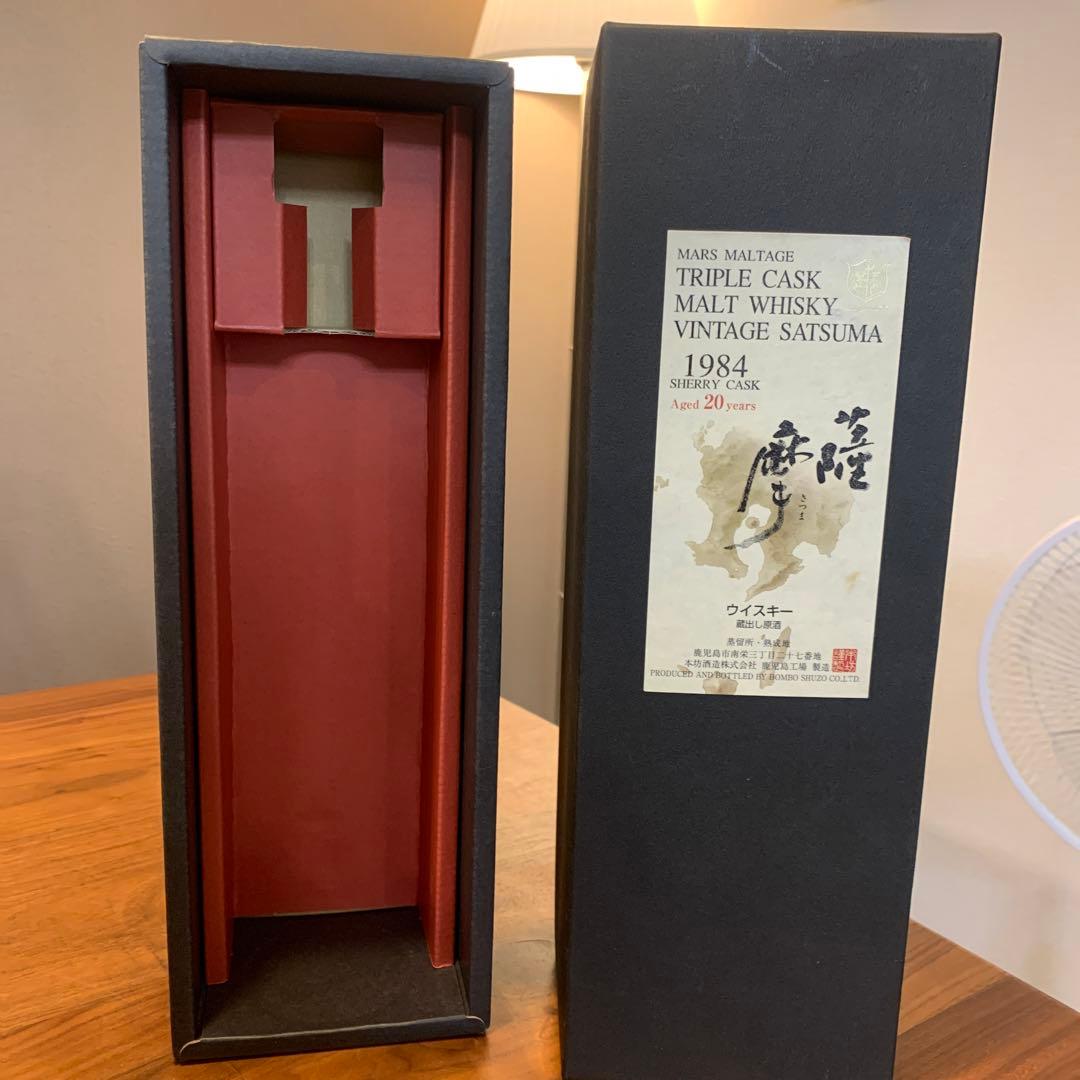 MARS MALTAGE
TRIPLE CASK
MALT WHISKY
VINTAGE SATSUMA
1984
SHERRY CASK
Aged 20 years
薩摩
さつま
ウイスキー
蔵出し原酒
蒸留所・熟成地
鹿児島市南栄三丁目二十七番地
本坊酒造株式会社 鹿児島工場 製造
PRODUCED AND BOTTLED BY HOMBO SHUZO CO.LTD.